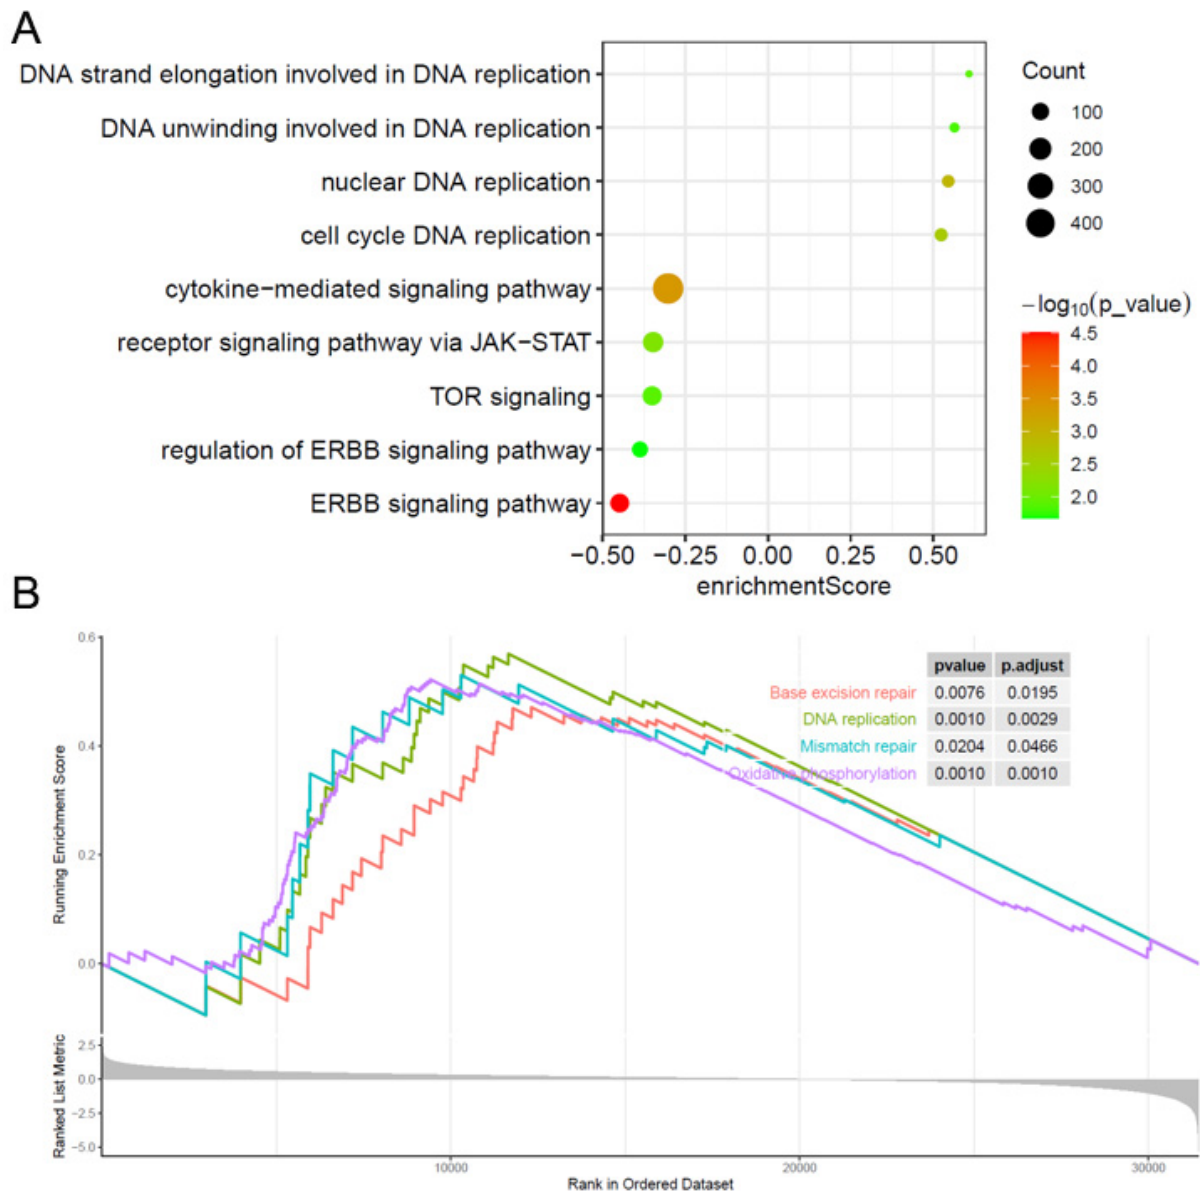 A
DNA strand elongation involved in DNA replication
DNA unwinding involved in DNA replication
nuclear DNA replication
cell cycle DNA replication
cytokine−mediated signaling pathway
receptor signaling pathway via JAK−STAT
TOR signaling
regulation of ERBB signaling pathway
ERBB signaling pathway
−0.50 −0.25 0.00 0.25 0.50
enrichmentScore
Count
100
200
300
400
−log10(p_value)
4.5
4.0
3.5
3.0
2.5
2.0
B
Running Enrichment Score
0.6
0.4
0.2
0.0
pvalue p.adjust
Base excision repair 0.0076 0.0195
DNA replication 0.0010 0.0029
Mismatch repair 0.0204 0.0466
Oxidative phosphorylation 0.0010 0.0010
Ranked List Metric
2.5
0.0
−2.5
−5.0
10000 20000 30000
Rank in Ordered Dataset